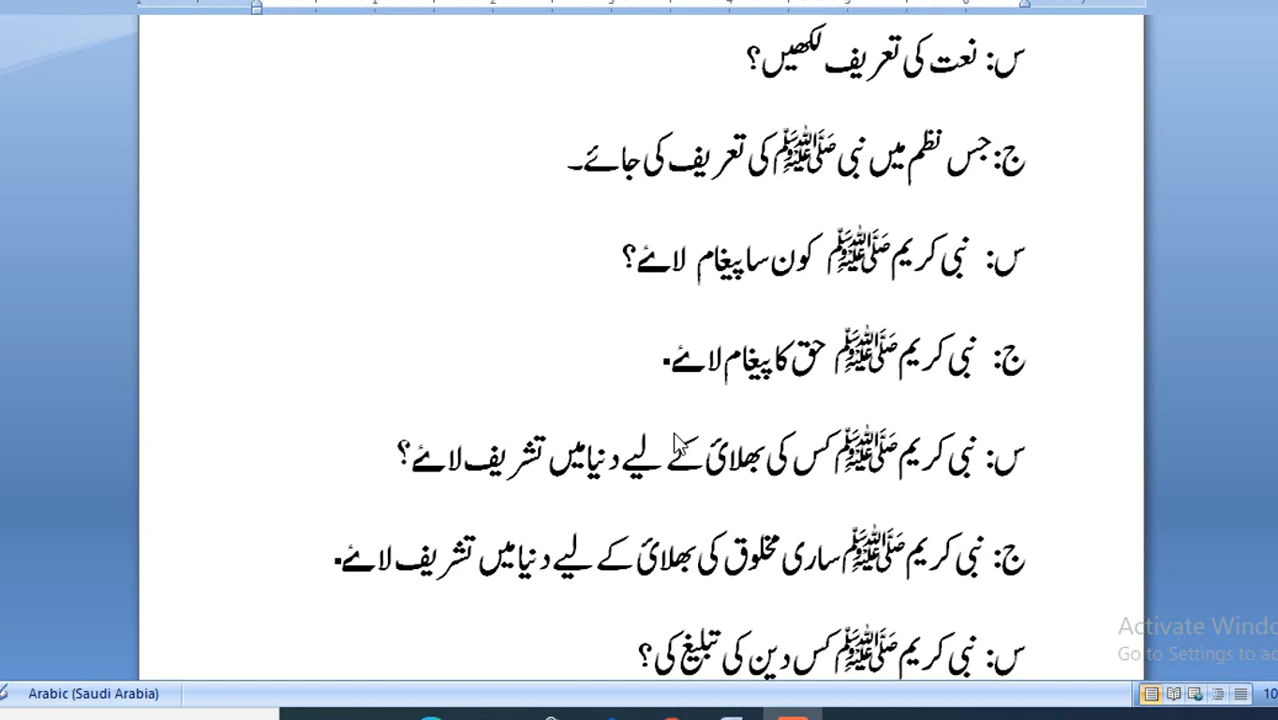 س: نعت کی تعریف لکھیں؟
ج: جس نظم میں نبی ﷺ کی تعریف کی جائے۔
س: نبی کریم ﷺ کون سا پیغام لائے؟
ج: نبی کریم ﷺ حق کا پیغام لائے.
س: نبی کریم ﷺ کس کی بھلائ کے لیے دنیا میں تشریف لائے؟
ج: نبی کریم ﷺ ساری مخلوق کی بھلائ کے لیے دنیا میں تشریف لائے.
س: نبی کریم ﷺ کس دین کی تبلیغ کی؟
Activate Windo
Go to Settings to ac
Arabic (Saudi Arabia)
10